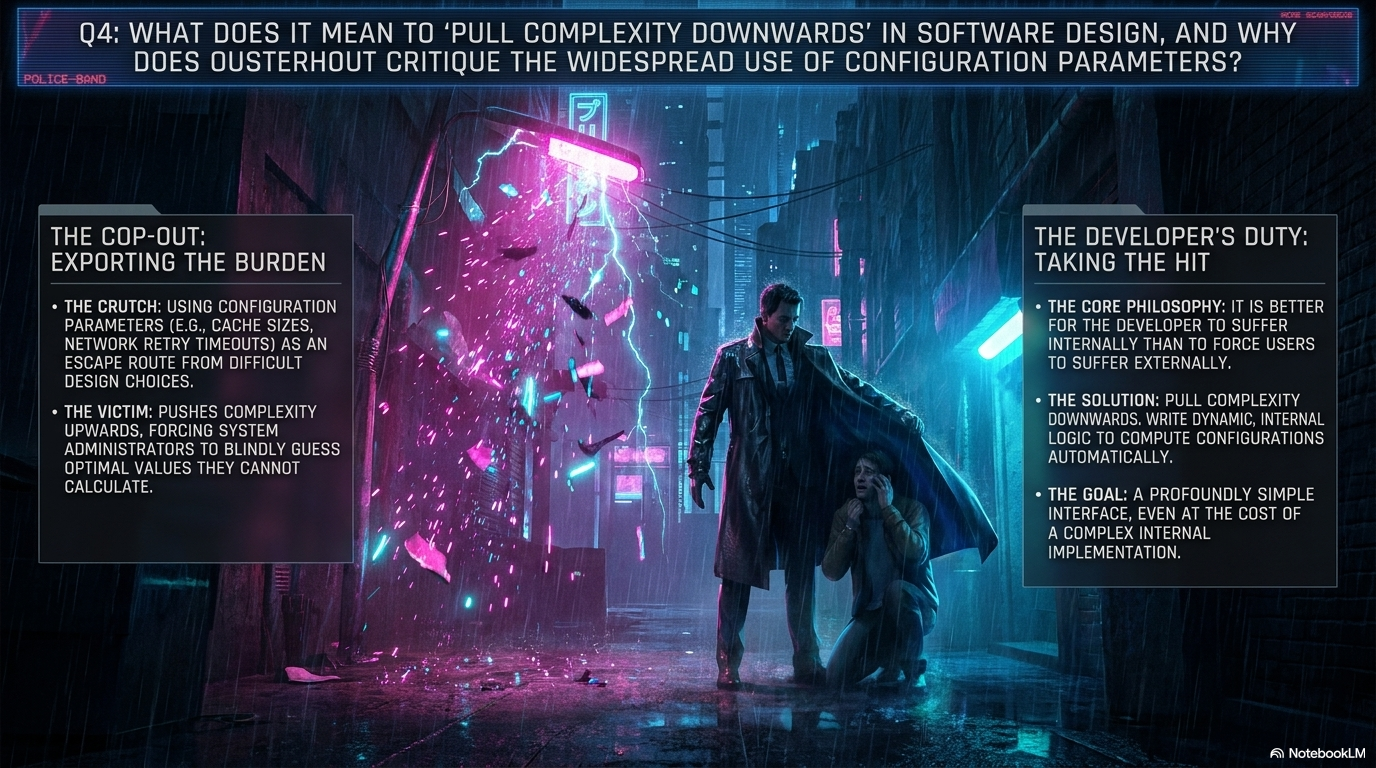 Q4: WHAT DOES IT MEAN TO ‘PULL COMPLEXITY DOWNWARDS’ IN SOFTWARE DESIGN, AND WHY
DOES OUSTERHOUT CRITIQUE THE WIDESPREAD USE OF CONFIGURATION PARAMETERS?
POLICE-BAND
プ
THE COP-OUT:
EXPORTING THE BURDEN
• THE CRUTCH: USING CONFIGURATION
PARAMETERS (E.G., CACHE SIZES,
NETWORK RETRY TIMEOUTS) AS AN
ESCAPE ROUTE FROM DIFFICULT
DESIGN CHOICES.
• THE VICTIM: PUSHES COMPLEXITY
UPWARDS, FORCING SYSTEM
ADMINISTRATORS TO BLINDLY GUESS
OPTIMAL VALUES THEY CANNOT
CALCULATE.
THE DEVELOPER’S DUTY:
TAKING THE HIT
• THE CORE PHILOSOPHY: IT IS BETTER
FOR THE DEVELOPER TO SUFFER
INTERNALLY THAN TO FORCE USERS
TO SUFFER EXTERNALLY.
• THE SOLUTION: PULL COMPLEXITY
DOWNWARDS. WRITE DYNAMIC, INTERNAL
LOGIC TO COMPUTE CONFIGURATIONS
AUTOMATICALLY.
• THE GOAL: A PROFOUNDLY SIMPLE
INTERFACE, EVEN AT THE COST OF
A COMPLEX INTERNAL
IMPLEMENTATION.
NotebookLM